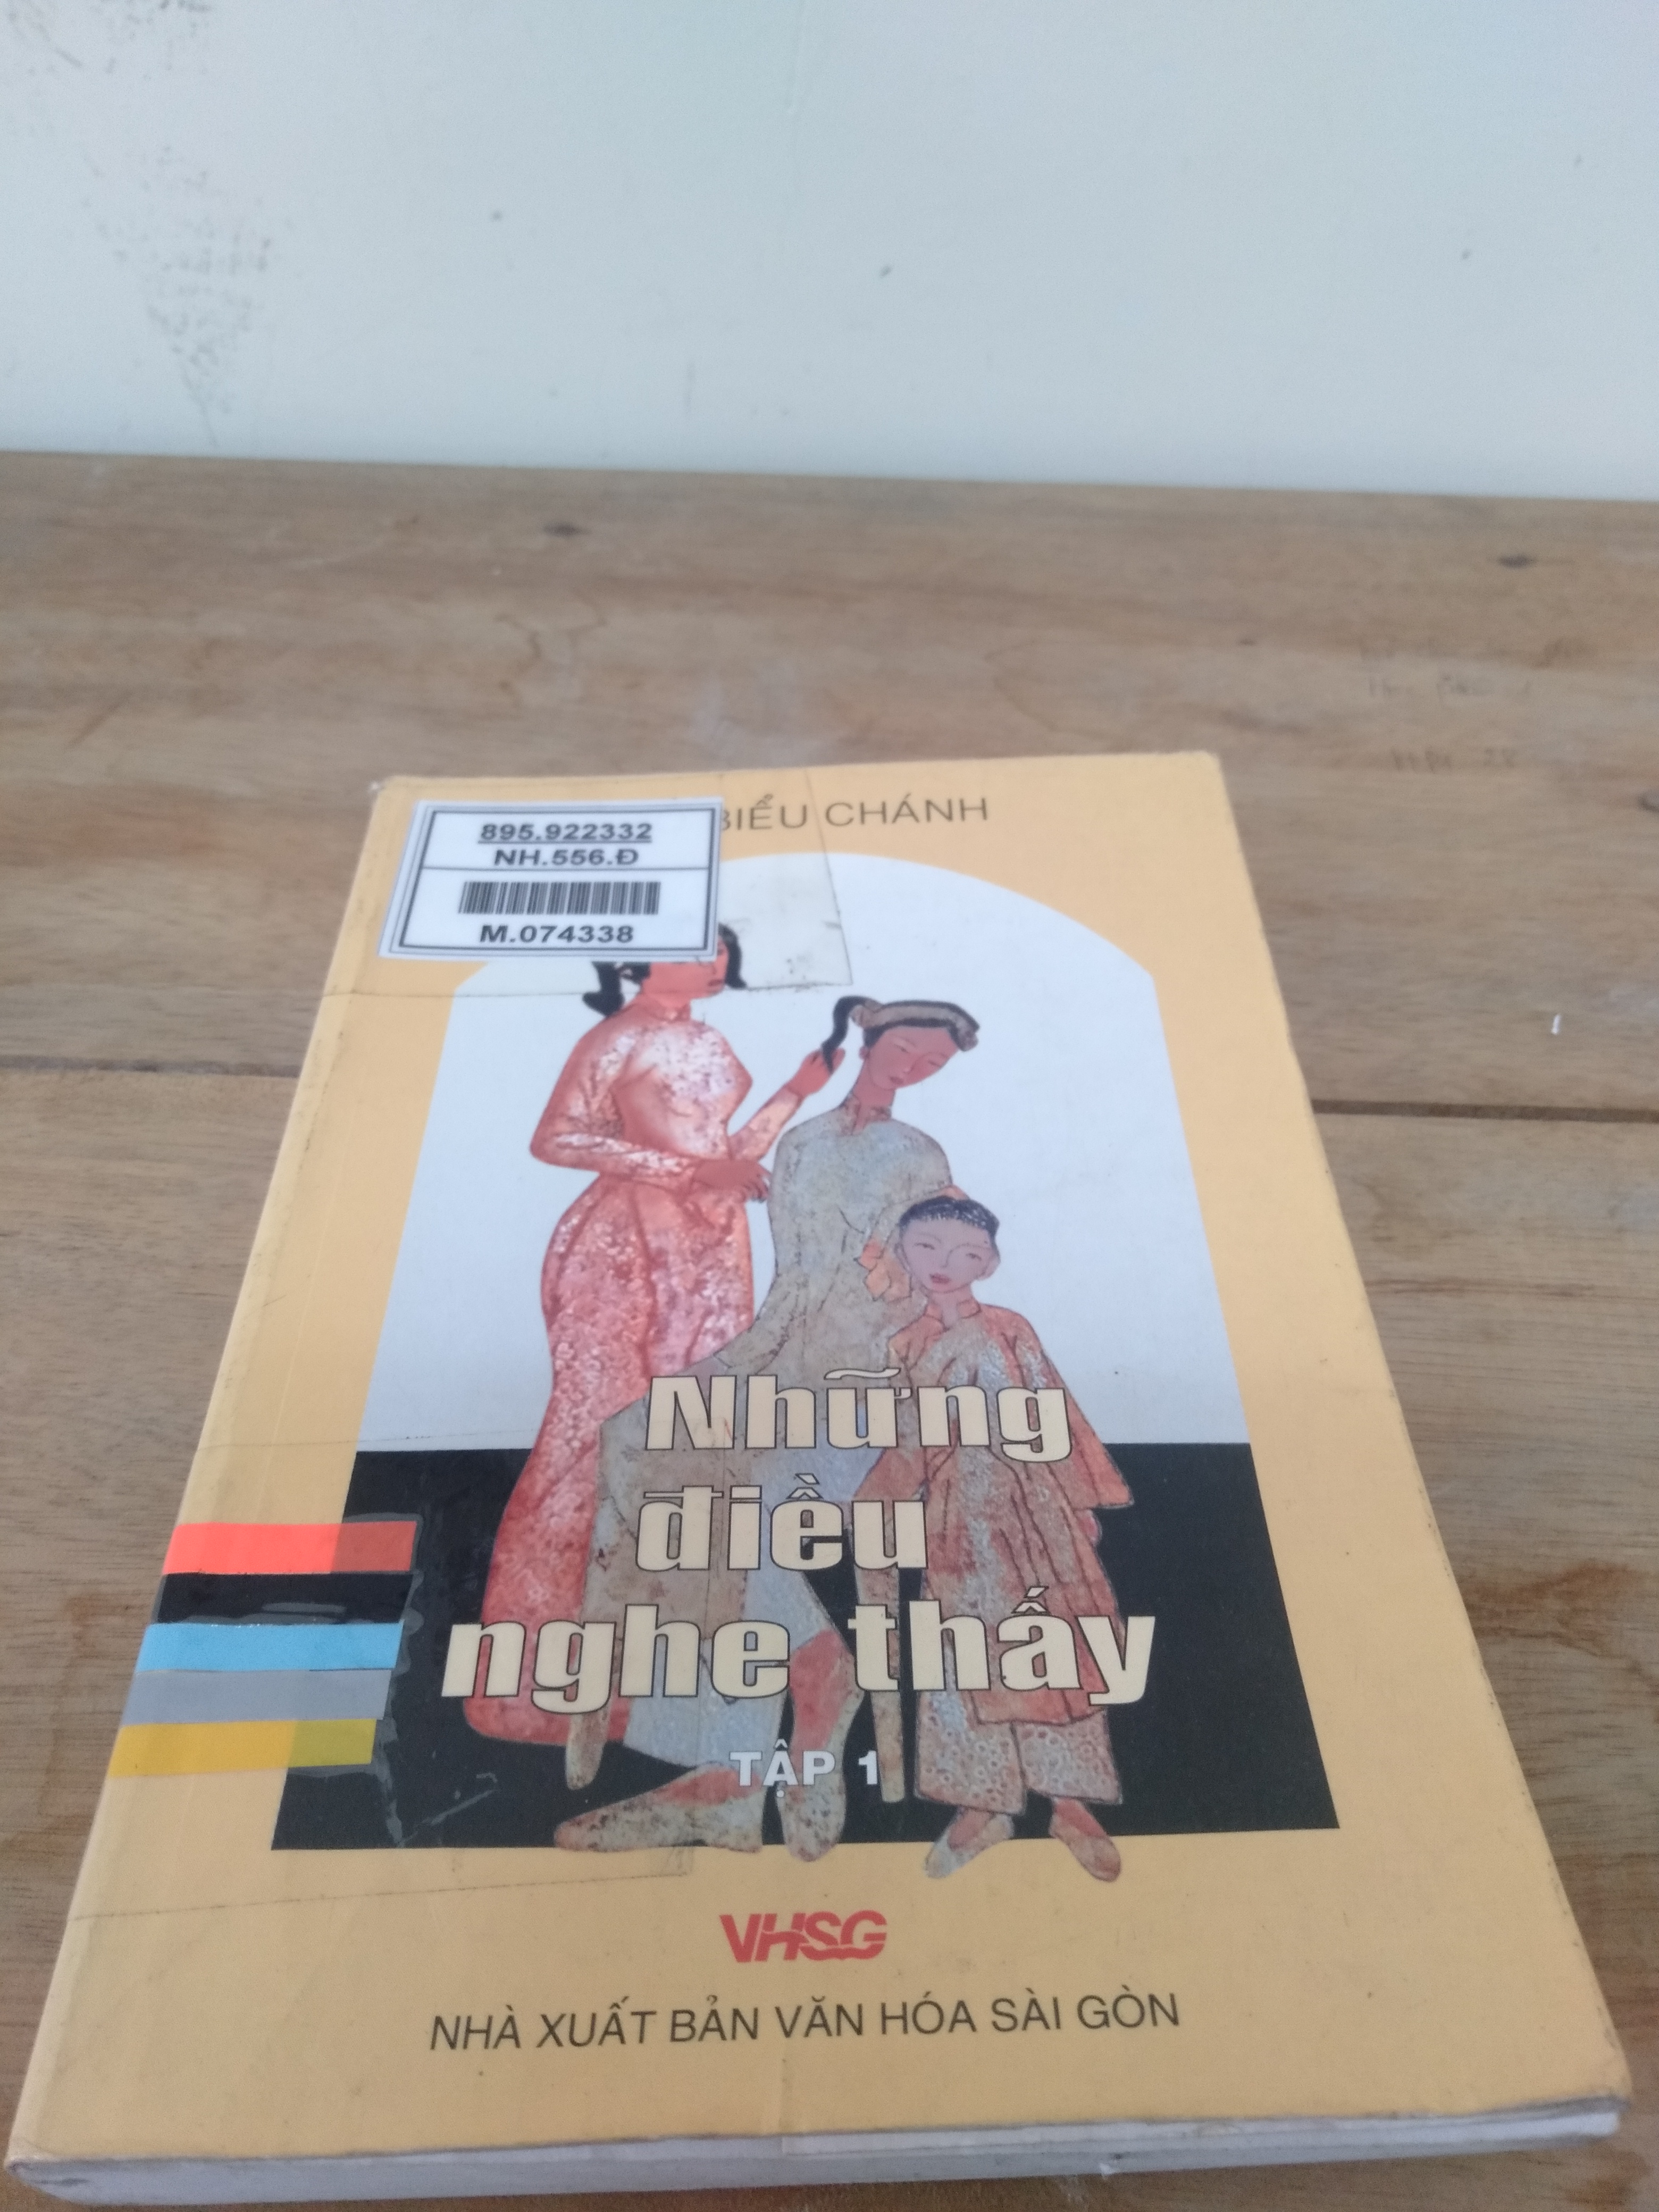 BIỂU CHÁNH
895.922332
NH.556.Đ
M.074338
Những
điều
nghe thấy
TẬP 1
VHSG
NHÀ XUẤT BẢN VĂN HÓA SÀI GÒN